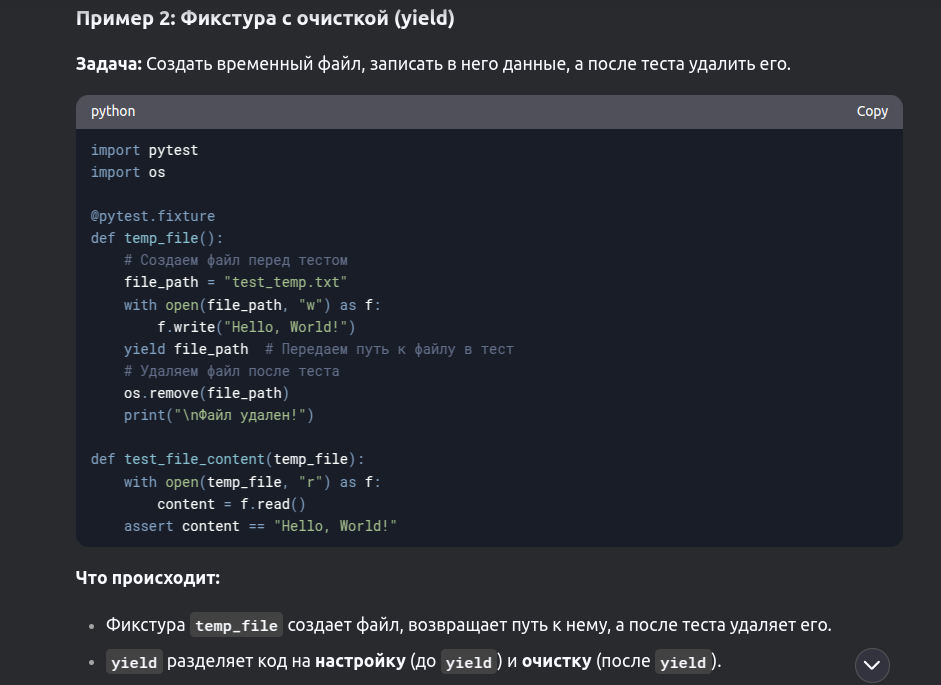 Пример 2: Фикстура с очисткой (yield)
Задача: Создать временный файл, записать в него данные, а после теста удалить его.
python Copy
import pytest
import os

@pytest.fixture
def temp_file():
    # Создаем файл перед тестом
    file_path = "test_temp.txt"
    with open(file_path, "w") as f:
        f.write("Hello, World!")
    yield file_path  # Передаем путь к файлу в тест
    # Удаляем файл после теста
    os.remove(file_path)
    print("\nФайл удален!")

def test_file_content(temp_file):
    with open(temp_file, "r") as f:
        content = f.read()
    assert content == "Hello, World!"
Что происходит:
• Фикстура temp_file создает файл, возвращает путь к нему, а после теста удаляет его.
• yield разделяет код на настройку (до yield) и очистку (после yield).